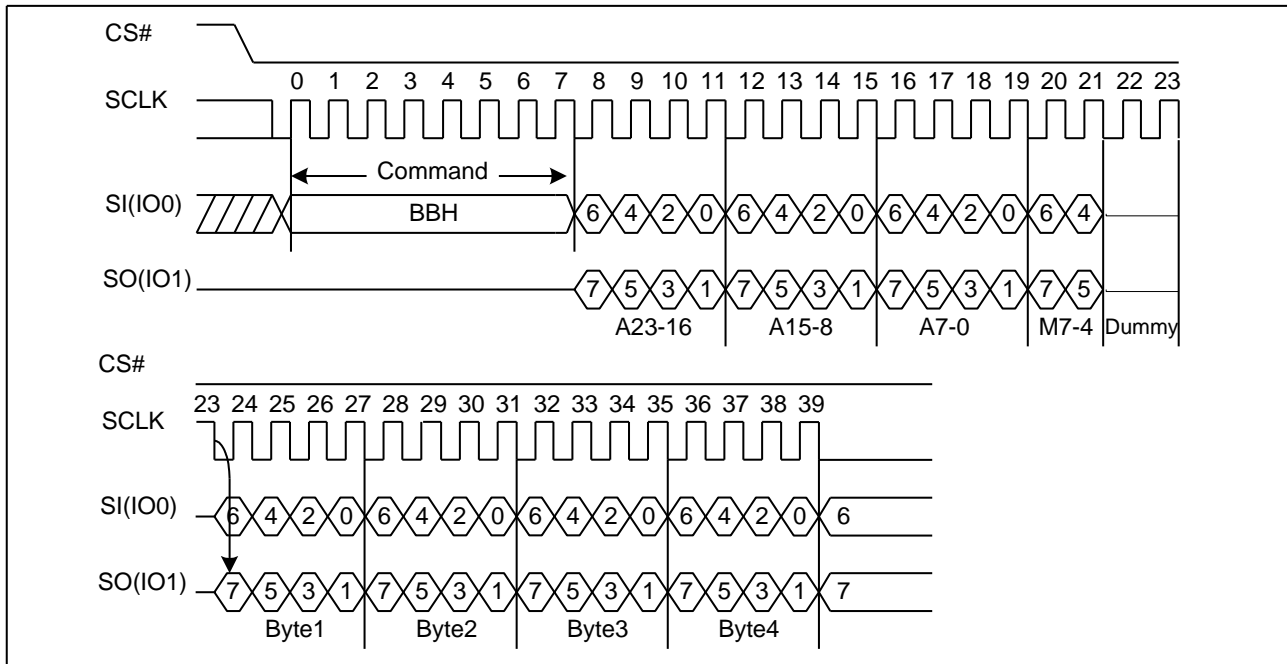 CS#
0 1 2 3 4 5 6 7 8 9 10 11 12 13 14 15 16 17 18 19 20 21 22 23
SCLK
Command
SI(IO0) BBH 6 4 2 0 6 4 2 0 6 4 2 0 6 4
SO(IO1) 7 5 3 1 7 5 3 1 7 5 3 1 7 5
A23-16 A15-8 A7-0 M7-4 Dummy
CS#
23 24 25 26 27 28 29 30 31 32 33 34 35 36 37 38 39
SCLK
SI(IO0) 6 4 2 0 6 4 2 0 6 4 2 0 6 4 2 0 6
SO(IO1) 7 5 3 1 7 5 3 1 7 5 3 1 7 5 3 1 7
Byte1 Byte2 Byte3 Byte4